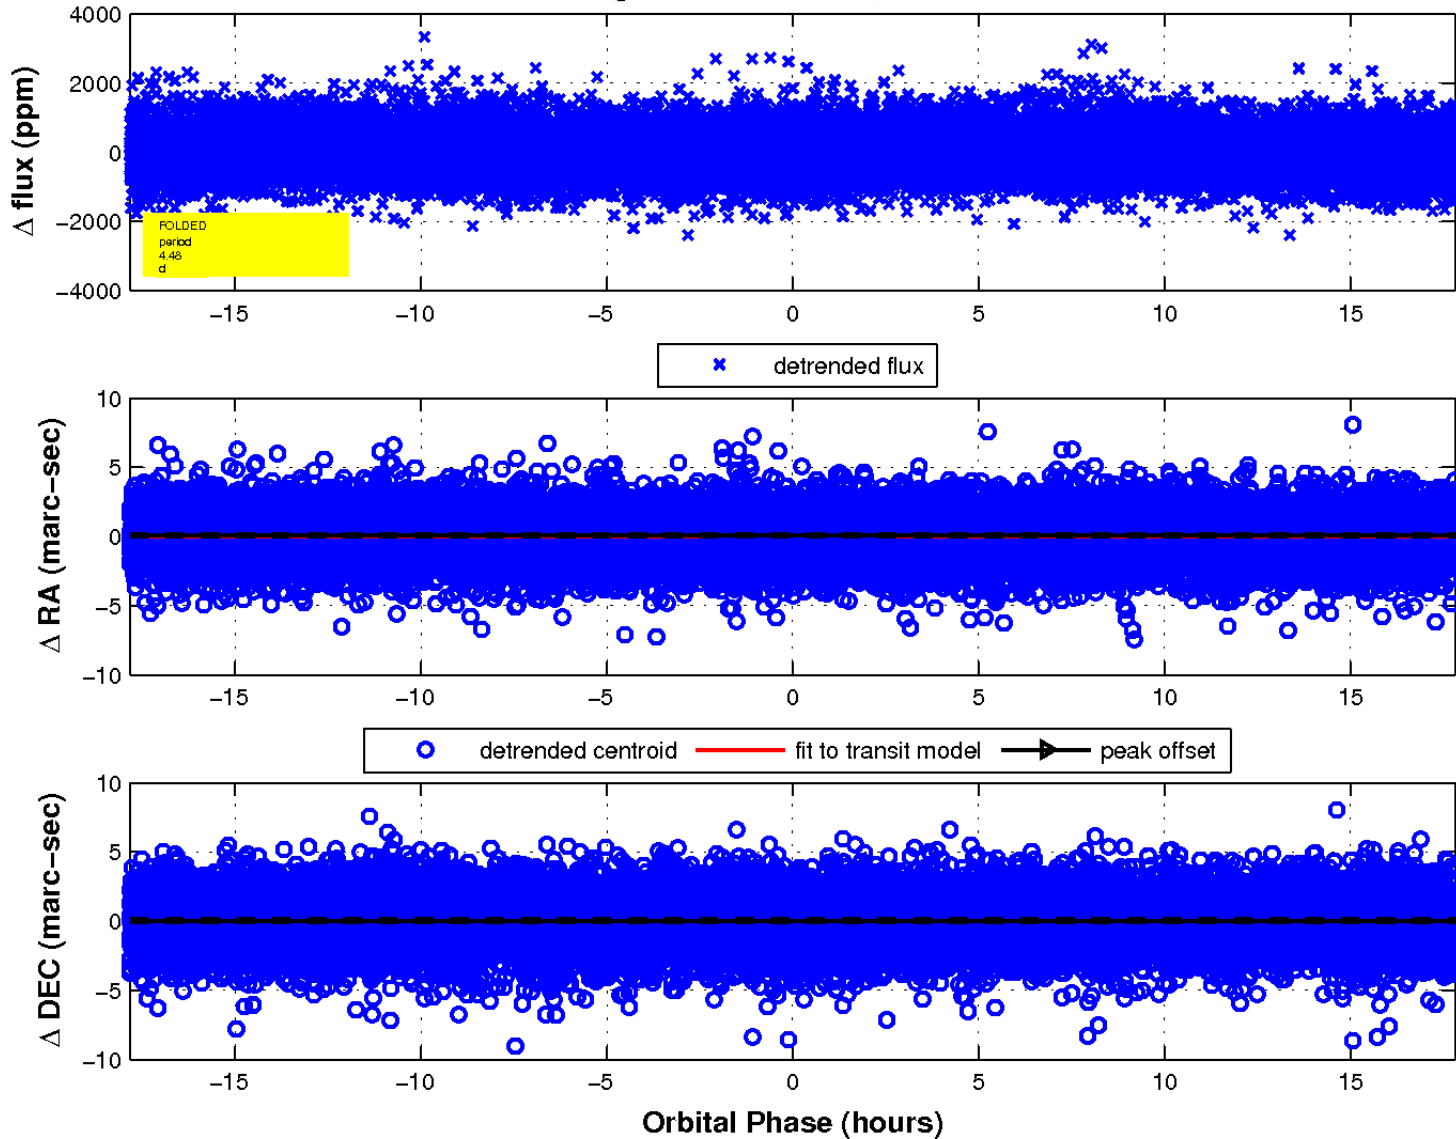 4000
2000
0
−2000
−4000
Δ flux (ppm)
FOLDED
period
4.48
d
−15 −10 −5 0 5 10 15
detrended flux
10
5
0
−5
−10
Δ RA (marc−sec)
−15 −10 −5 0 5 10 15
detrended centroid fit to transit model peak offset
10
5
0
−5
−10
Δ DEC (marc−sec)
−15 −10 −5 0 5 10 15
Orbital Phase (hours)